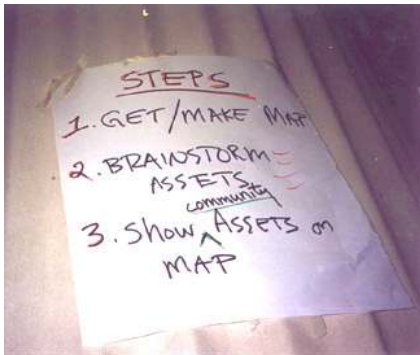 STEPS
1. GET/MAKE MAP
2. BRAINSTORM
ASSETS
community
3. Show ^ ASSETS on
MAP